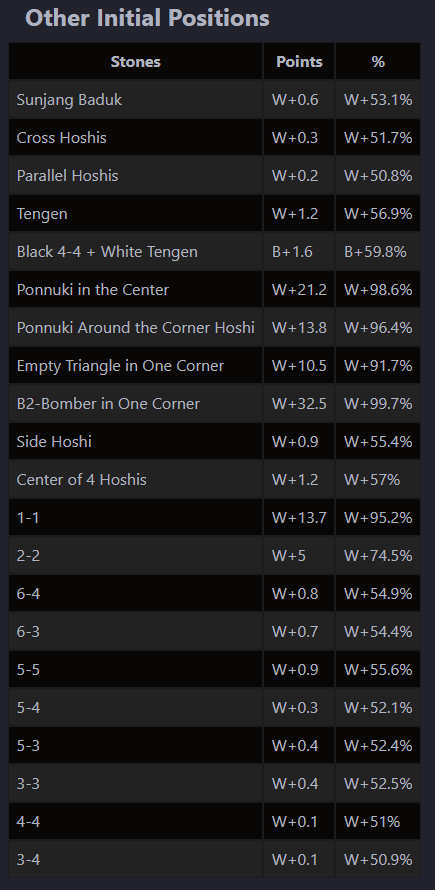 Other Initial Positions
Stones Points %
Sunjang Baduk W+0.6 W+53.1%
Cross Hoshis W+0.3 W+51.7%
Parallel Hoshis W+0.2 W+50.8%
Tengen W+1.2 W+56.9%
Black 4-4 + White Tengen B+1.6 B+59.8%
Ponnuki in the Center W+21.2 W+98.6%
Ponnuki Around the Corner Hoshi W+13.8 W+96.4%
Empty Triangle in One Corner W+10.5 W+91.7%
B2-Bomber in One Corner W+32.5 W+99.7%
Side Hoshi W+0.9 W+55.4%
Center of 4 Hoshis W+1.2 W+57%
1-1 W+13.7 W+95.2%
2-2 W+5 W+74.5%
6-4 W+0.8 W+54.9%
6-3 W+0.7 W+54.4%
5-5 W+0.9 W+55.6%
5-4 W+0.3 W+52.1%
5-3 W+0.4 W+52.4%
3-3 W+0.4 W+52.5%
4-4 W+0.1 W+51%
3-4 W+0.1 W+50.9%